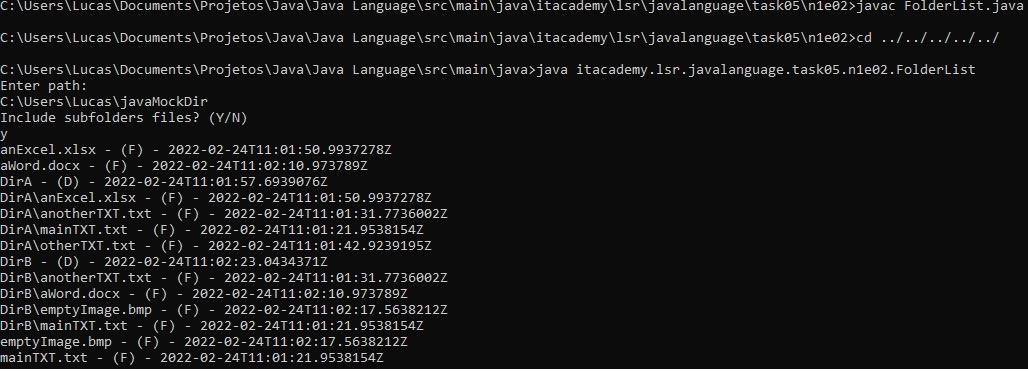 C:\Users\Lucas\Documents\Projetos\Java\Java Language\src\main\java\itacademy\lsr\javalanguage\task05\n1e02>javac FolderList.java
C:\Users\Lucas\Documents\Projetos\Java\Java Language\src\main\java\itacademy\lsr\javalanguage\task05\n1e02>cd ../../../../../
C:\Users\Lucas\Documents\Projetos\Java\Java Language\src\main\java>java itacademy.lsr.javalanguage.task05.n1e02.FolderList
Enter path:
C:\Users\Lucas\javaMockDir
Include subfolders files? (Y/N)
y
anExcel.xlsx - (F) - 2022-02-24T11:01:50.9937278Z
aWord.docx - (F) - 2022-02-24T11:02:10.973789Z
DirA - (D) - 2022-02-24T11:01:57.6939076Z
DirA\anExcel.xlsx - (F) - 2022-02-24T11:01:50.9937278Z
DirA\anotherTXT.txt - (F) - 2022-02-24T11:01:31.7736002Z
DirA\mainTXT.txt - (F) - 2022-02-24T11:01:21.9538154Z
DirA\otherTXT.txt - (F) - 2022-02-24T11:01:42.9239195Z
DirB - (D) - 2022-02-24T11:02:23.0434371Z
DirB\anotherTXT.txt - (F) - 2022-02-24T11:01:31.7736002Z
DirB\aWord.docx - (F) - 2022-02-24T11:02:10.973789Z
DirB\emptyImage.bmp - (F) - 2022-02-24T11:02:17.5638212Z
DirB\mainTXT.txt - (F) - 2022-02-24T11:01:21.9538154Z
emptyImage.bmp - (F) - 2022-02-24T11:02:17.5638212Z
mainTXT.txt - (F) - 2022-02-24T11:01:21.9538154Z